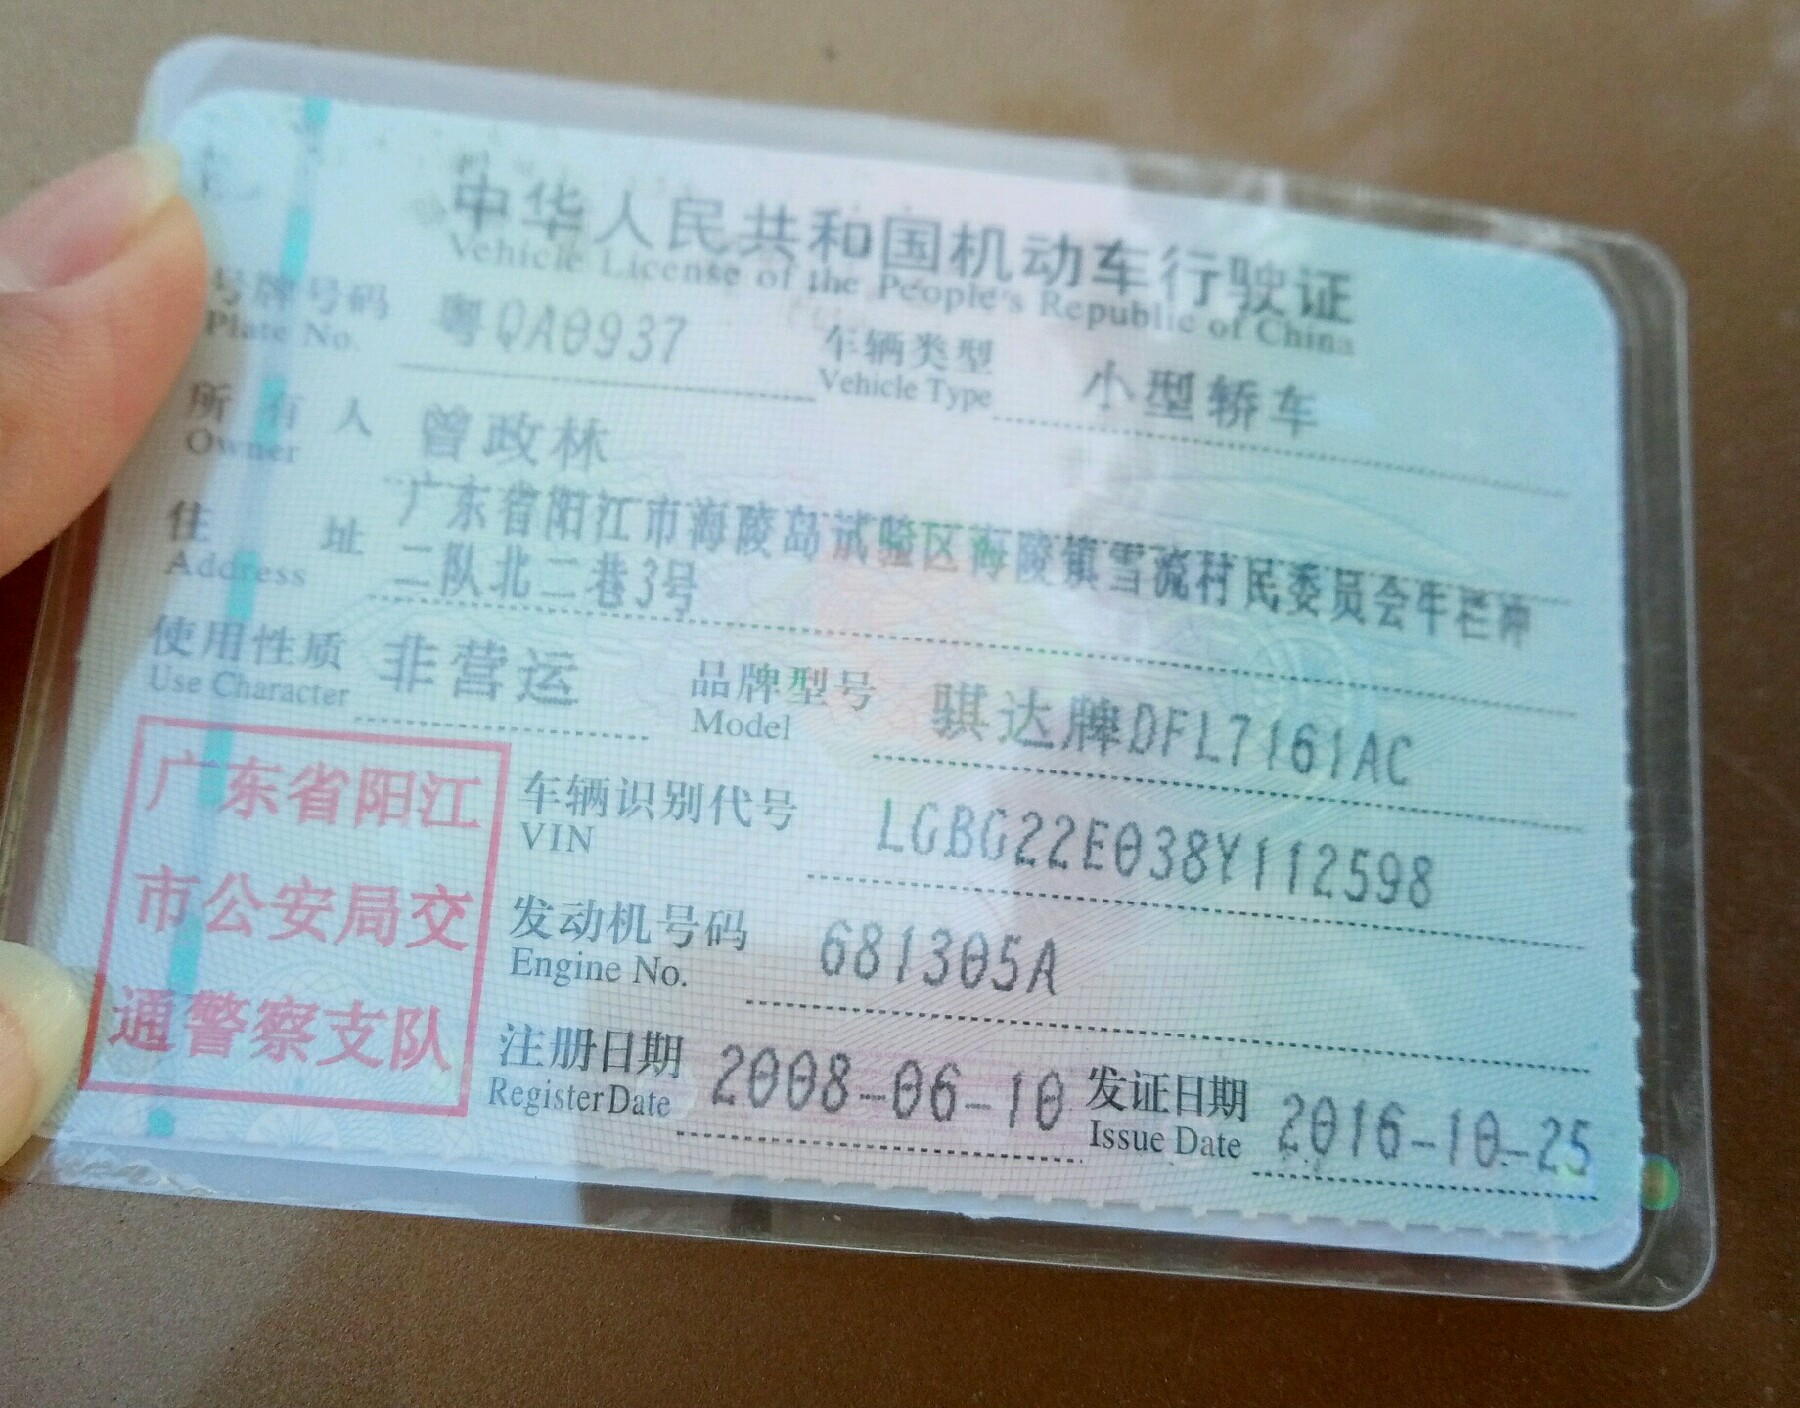 中华人民共和国机动车行驶证
Vehicle License of the People's Republic of China
号牌号码 粤QA0937 车辆类型 小型轿车
Plate No. Vehicle Type
所有人 曾政林
Owner
住址 广东省阳江市海陵岛试验区海陵镇雪流村民委员会牛栏冲
Address 二队北二巷3号
使用性质 非营运 品牌型号 骐达牌DFL7161AC
Use Character Model
广东省阳江
市公安局交
通警察支队
车辆识别代号 LGBG22E038Y112598
VIN
发动机号码 681305A
Engine No.
注册日期 2008-06-10 发证日期 2016-10-25
Register Date Issue Date